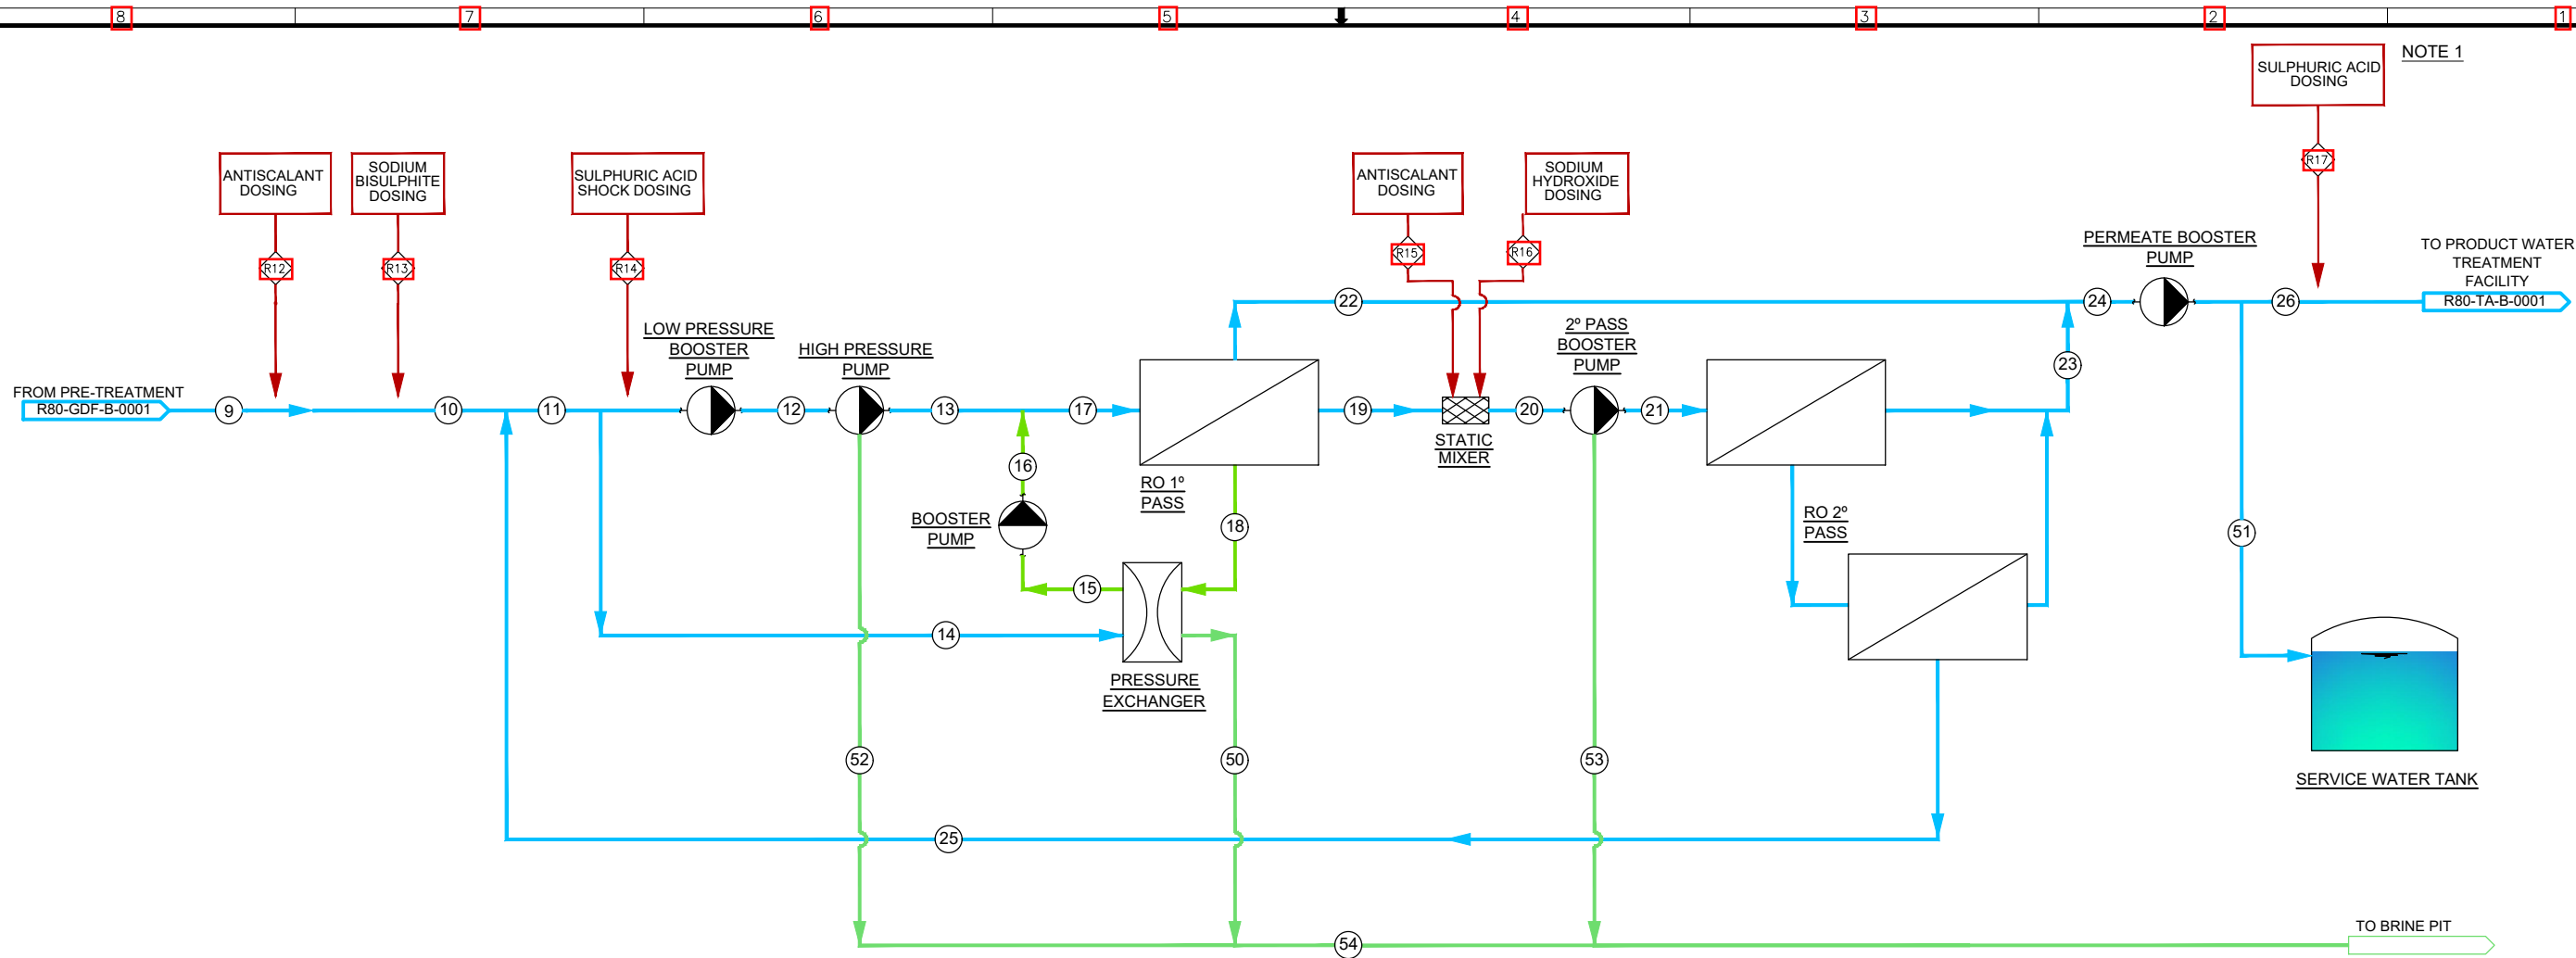 8
7
6
5
4
3
2
1
NOTE 1
SULPHURIC ACID
DOSING
ANTISCALANT
DOSING
SODIUM
BISULPHITE
DOSING
SULPHURIC ACID
SHOCK DOSING
ANTISCALANT
DOSING
SODIUM
HYDROXIDE
DOSING
R17
R12
R13
R14
R15
R16
PERMEATE BOOSTER
PUMP
TO PRODUCT WATER
TREATMENT
FACILITY
R80-TA-B-0001
22
24
26
LOW PRESSURE
BOOSTER
PUMP
HIGH PRESSURE
PUMP
2º PASS
BOOSTER
PUMP
23
FROM PRE-TREATMENT
R80-GDF-B-0001
9
10
11
12
13
17
19
20
21
STATIC
MIXER
16
RO 1º
PASS
BOOSTER
PUMP
18
RO 2º
PASS
51
15
14
PRESSURE
EXCHANGER
52
50
53
SERVICE WATER TANK
25
54
TO BRINE PIT